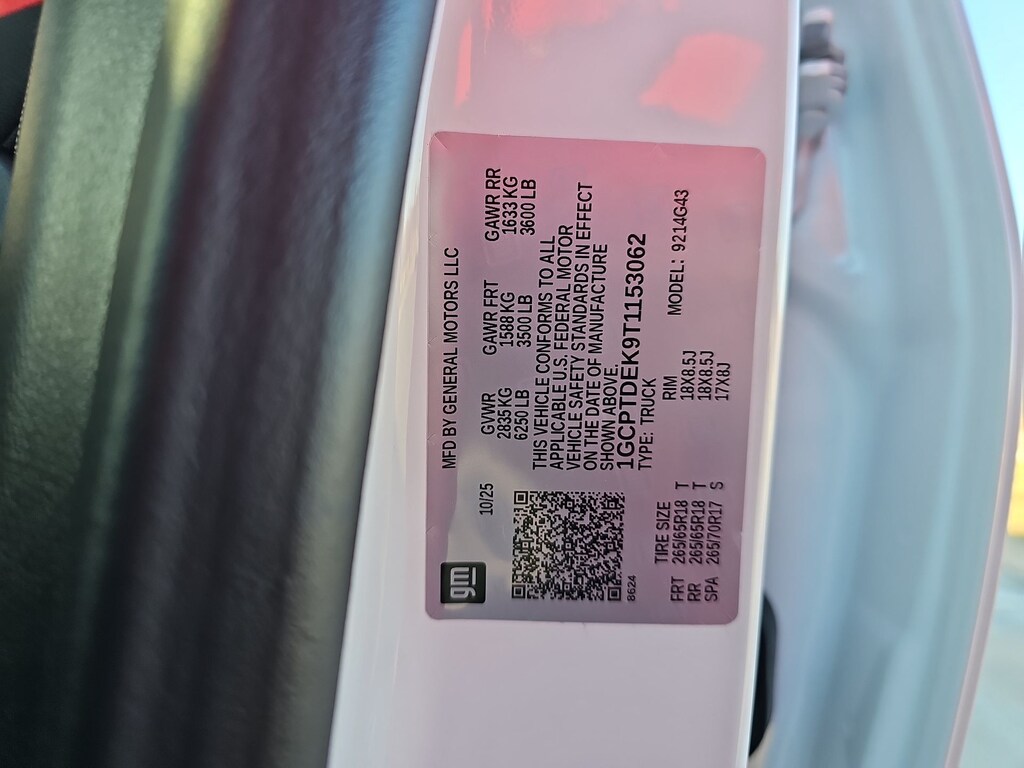 gm
10/25
MFD BY GENERAL MOTORS LLC
GVWR GAWR FRT GAWR RR
2835 KG 1588 KG 1633 KG
6250 LB 3500 LB 3600 LB
THIS VEHICLE CONFORMS TO ALL
APPLICABLE U.S. FEDERAL MOTOR
VEHICLE SAFETY STANDARDS IN EFFECT
ON THE DATE OF MANUFACTURE
SHOWN ABOVE.
1GCPTDEK9T1153062
8624 TYPE: TRUCK
TIRE SIZE RIM MODEL: 9214G43
FRT 265/65R18 T 18X8.5J
RR 265/65R18 T 18X8.5J
SPA 265/70R17 S 17X8J